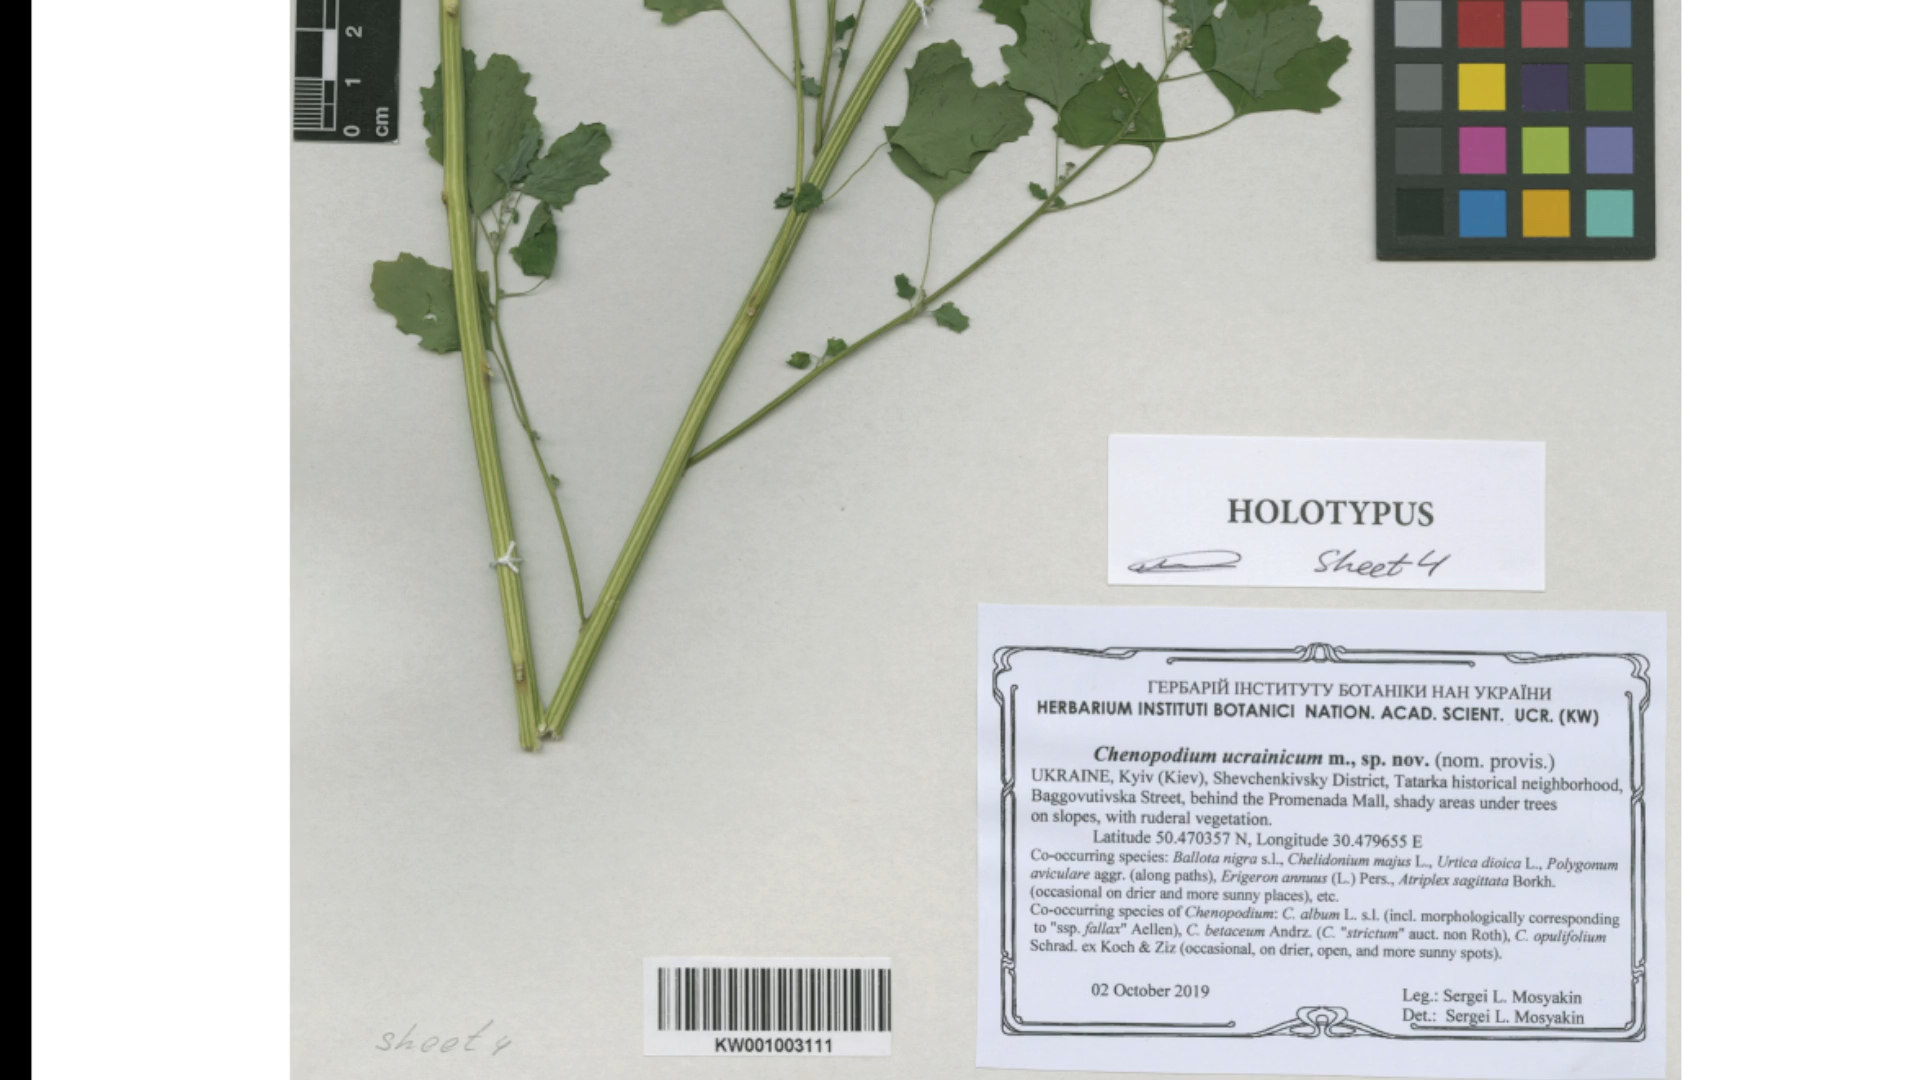 2
1
0
cm
HOLOTYPUS
Sheet 4
ГЕРБАРІЙ ІНСТИТУТУ БОТАНІКИ НАН УКРАЇНИ
HERBARIUM INSTITUTI BOTANICI NATION. ACAD. SCIENT. UCR. (KW)
Chenopodium ucrainicum m., sp. nov. (nom. provis.)
UKRAINE, Kyiv (Kiev), Shevchenkivsky District, Tatarka historical neighborhood,
Baggovutivska Street, behind the Promenada Mall, shady areas under trees
on slopes, with ruderal vegetation.
Latitude 50.470357 N, Longitude 30.479655 E
Co-occurring species: Ballota nigra s.l., Chelidonium majus L., Urtica dioica L., Polygonum
aviculare aggr. (along paths), Erigeron annuus (L.) Pers., Atriplex sagittata Borkh.
(occasional on drier and more sunny places), etc.
Co-occurring species of Chenopodium: C. album L. s.l. (incl. morphologically corresponding
to "ssp. fallax" Aellen), C. betaceum Andrz. (C. "strictum" auct. non Roth), C. opulifolium
Schrad. ex Koch & Ziz (occasional, on drier, open, and more sunny spots).
02 October 2019
Leg.: Sergei L. Mosyakin
Det.: Sergei L. Mosyakin
KW001003111
sheet 4